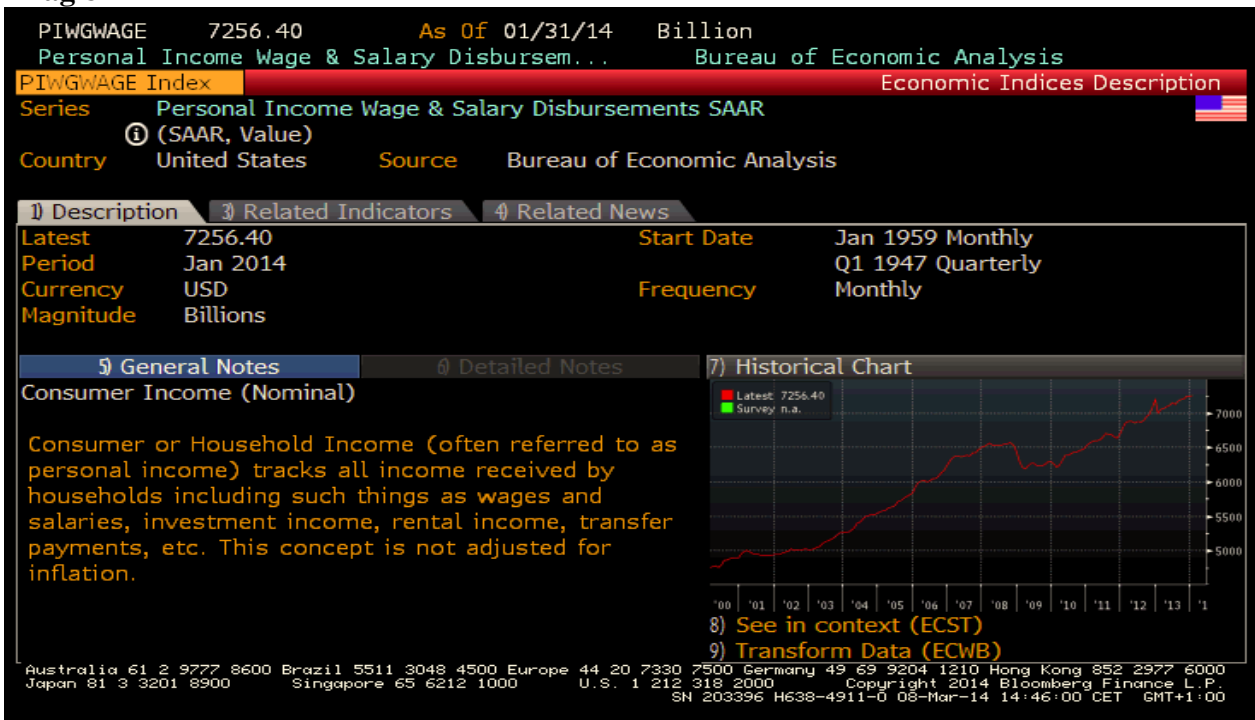 PIWGWAGE 7256.40 As Of 01/31/14 Billion
Personal Income Wage & Salary Disbursem... Bureau of Economic Analysis
PIWGWAGE Index Economic Indices Description
Series Personal Income Wage & Salary Disbursements SAAR
(SAAR, Value)
Country United States Source Bureau of Economic Analysis
1) Description 3) Related Indicators 4) Related News
Latest 7256.40 Start Date Jan 1959 Monthly
Period Jan 2014 Q1 1947 Quarterly
Currency USD Frequency Monthly
Magnitude Billions
5) General Notes 6) Detailed Notes 7) Historical Chart
Consumer Income (Nominal)
Consumer or Household Income (often referred to as
personal income) tracks all income received by
households including such things as wages and
salaries, investment income, rental income, transfer
payments, etc. This concept is not adjusted for
inflation.
Latest 7256.40
Survey n.a.
7000
6500
6000
5500
5000
'00 '01 '02 '03 '04 '05 '06 '07 '08 '09 '10 '11 '12 '13 '1
8) See in context (ECST)
9) Transform Data (ECWB)
Australia 61 2 9777 8600 Brazil 5511 3048 4500 Europe 44 20 7330 7500 Germany 49 69 9204 1210 Hong Kong 852 2977 6000
Japan 81 3 3201 8900 Singapore 65 6212 1000 U.S. 1 212 318 2000 Copyright 2014 Bloomberg Finance L.P.
SN 203396 H638-4911-0 08-Mar-14 14:46:00 CET GMT+1:00